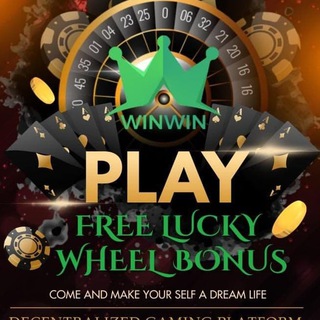 WINWIN
PLAY
FREE LUCKY
WHEEL BONUS
COME AND MAKE YOUR SELF A DREAM LIFE
DECENTRALIZED GAMING PLATFORM